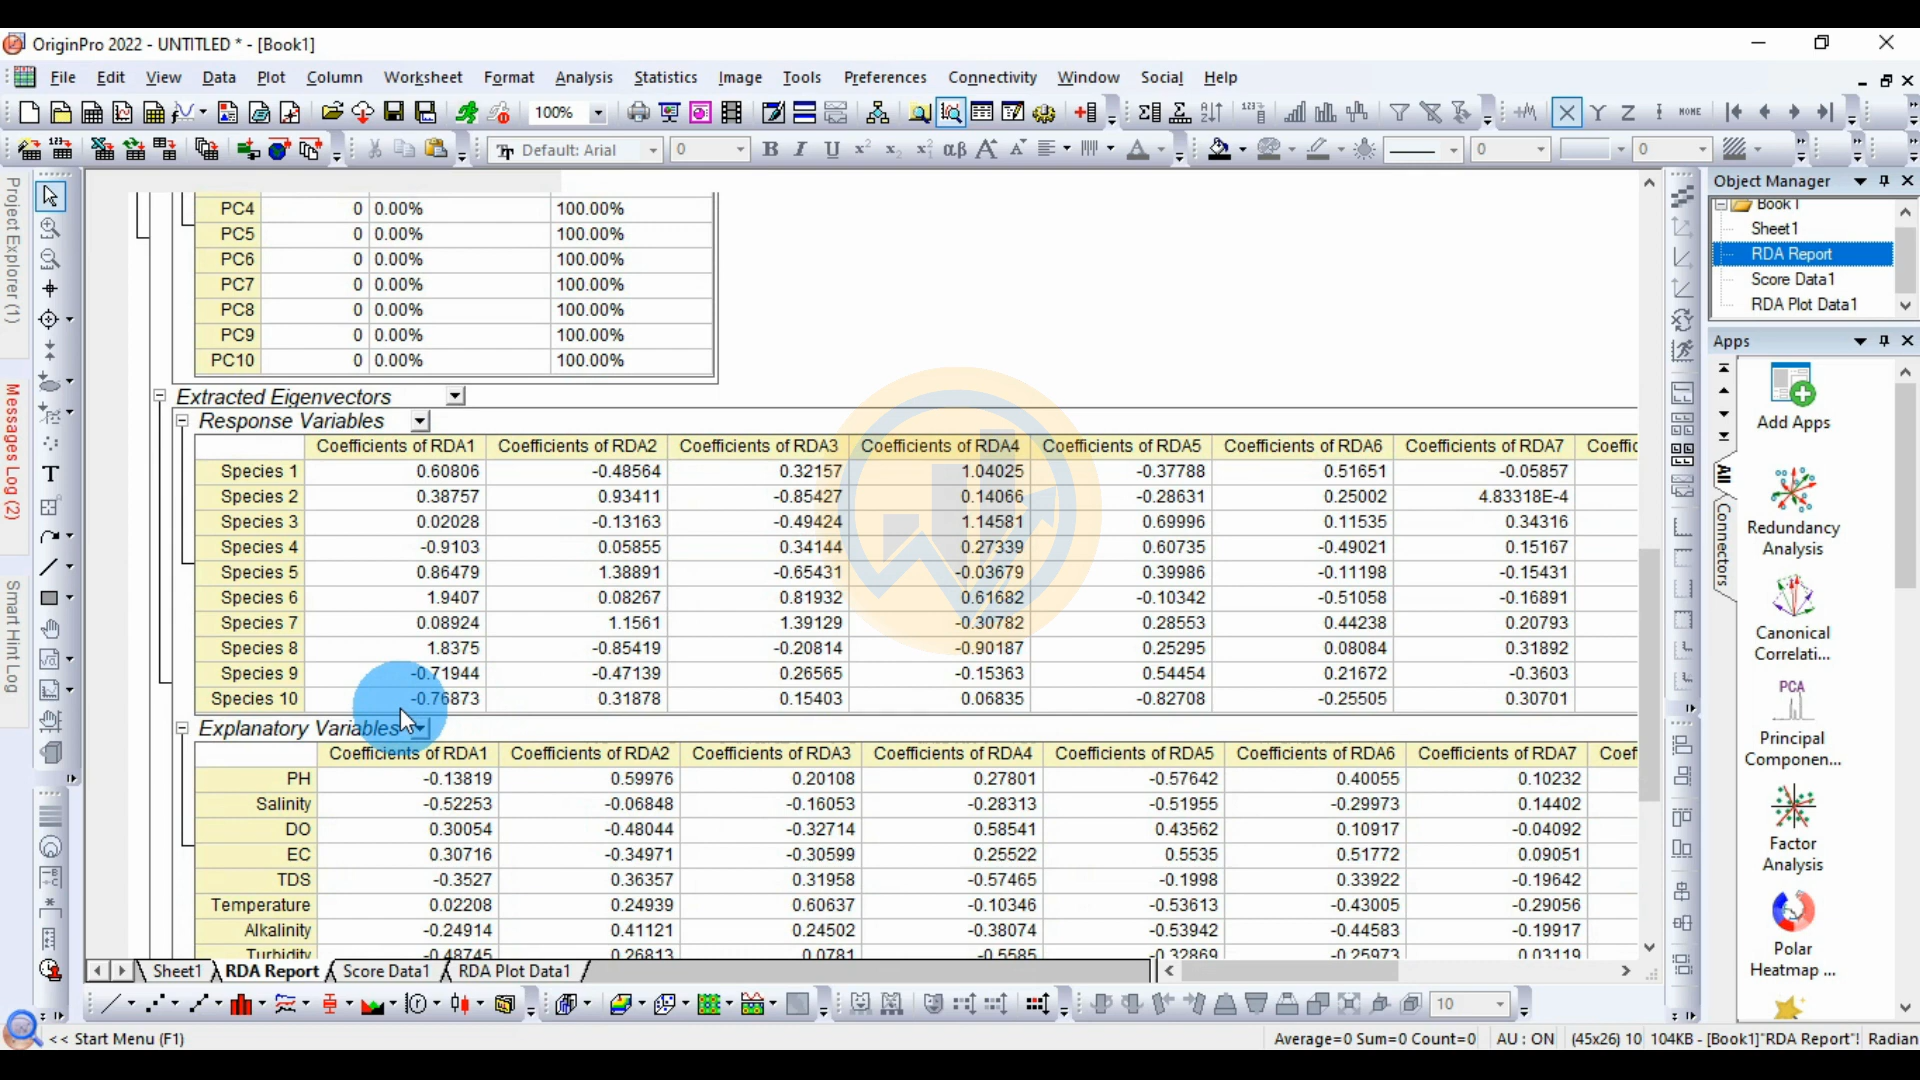 OriginPro 2022 - UNTITLED * - [Book1]
File Edit View Data Plot Column Worksheet Format Analysis Statistics Image Tools Preferences Connectivity Window Social Help
100% X Y Z HOME
Default: Arial 0 B I U 0 0
Project Explorer (1)
Messages Log (2)
Smart Hint Log
PC4 0 0.00% 100.00%
PC5 0 0.00% 100.00%
PC6 0 0.00% 100.00%
PC7 0 0.00% 100.00%
PC8 0 0.00% 100.00%
PC9 0 0.00% 100.00%
PC10 0 0.00% 100.00%
Extracted Eigenvectors
Response Variables
Coefficients of RDA1 Coefficients of RDA2 Coefficients of RDA3 Coefficients of RDA4 Coefficients of RDA5 Coefficients of RDA6 Coefficients of RDA7 Coeffic
Species 1 0.60806 -0.48564 0.32157 1.04025 -0.37788 0.51651 -0.05857
Species 2 0.38757 0.93411 -0.85427 0.14066 -0.28631 0.25002 4.83318E-4
Species 3 0.02028 -0.13163 -0.49424 1.14581 0.69996 0.11535 0.34316
Species 4 -0.9103 0.05855 0.34144 0.27339 0.60735 -0.49021 0.15167
Species 5 0.86479 1.38891 -0.65431 -0.03679 0.39986 -0.11198 -0.15431
Species 6 1.9407 0.08267 0.81932 0.61682 -0.10342 -0.51058 -0.16891
Species 7 0.08924 1.1561 1.39129 -0.30782 0.28553 0.44238 0.20793
Species 8 1.8375 -0.85419 -0.20814 -0.90187 0.25295 0.08084 0.31892
Species 9 -0.71944 -0.47139 0.26565 -0.15363 0.54454 0.21672 -0.3603
Species 10 -0.76873 0.31878 0.15403 0.06835 -0.82708 -0.25505 0.30701
Explanatory Variables
Coefficients of RDA1 Coefficients of RDA2 Coefficients of RDA3 Coefficients of RDA4 Coefficients of RDA5 Coefficients of RDA6 Coefficients of RDA7 Coef
PH -0.13819 0.59976 0.20108 0.27801 -0.57642 0.40055 0.10232
Salinity -0.52253 -0.06848 -0.16053 -0.28313 -0.51955 -0.29973 0.14402
DO 0.30054 -0.48044 -0.32714 0.58541 0.43562 0.10917 -0.04092
EC 0.30716 -0.34971 -0.30599 0.25522 0.5535 0.51772 0.09051
TDS -0.3527 0.36357 0.31958 -0.57465 -0.1998 0.33922 -0.19642
Temperature 0.02208 0.24939 0.60637 -0.10346 -0.53613 -0.43005 -0.29056
Alkalinity -0.24914 0.41121 0.24502 -0.38074 -0.53942 -0.44583 -0.19917
Turbidity -0.48745 0.26813 0.0781 -0.5585 -0.32869 -0.25973 0.03119
Sheet1 RDA Report Score Data1 RDA Plot Data1
Object Manager
Book1
Sheet1
RDA Report
Score Data1
RDA Plot Data1
Apps
All
Connectors
Add Apps
Redundancy
Analysis
Canonical
Correlati...
PCA
Principal
Componen...
Factor
Analysis
Polar
Heatmap ...
10
<< Start Menu (F1) Average=0 Sum=0 Count=0 AU : ON (45x26) 10 104KB - [Book1]"RDA Report"! Radian